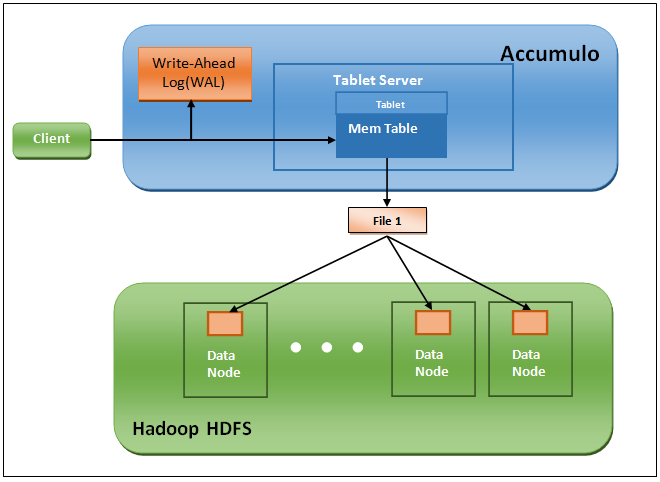 Accumulo
Write-Ahead
Log(WAL)
Tablet Server
Tablet
Mem Table
Client
File 1
Data
Node
Data
Node
Data
Node
Hadoop HDFS